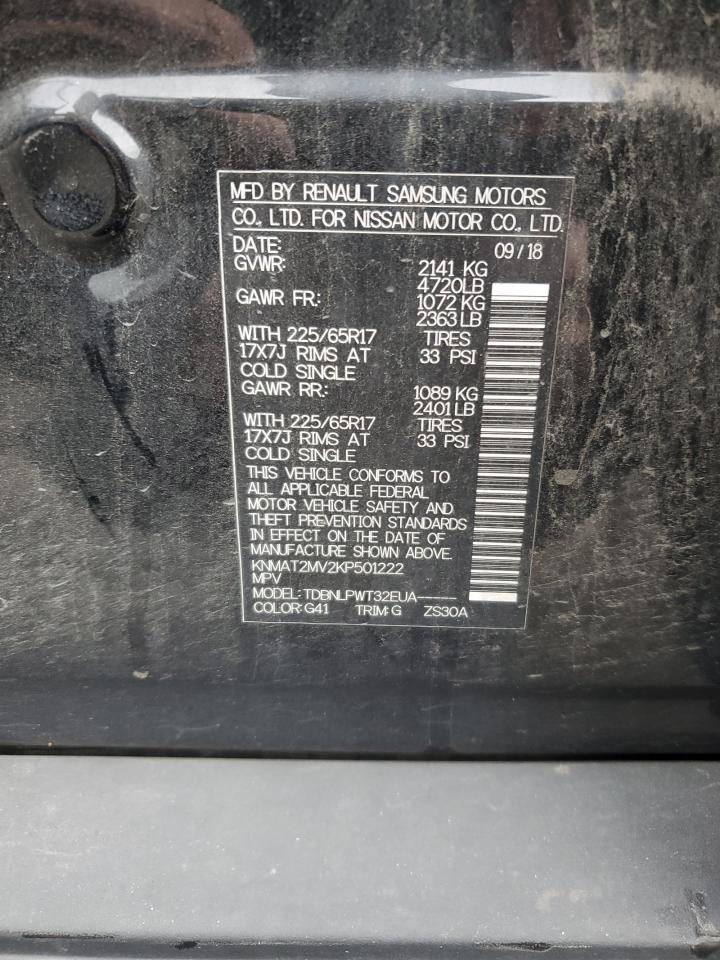 MFD BY RENAULT SAMSUNG MOTORS
CO., LTD. FOR NISSAN MOTOR CO., LTD.
DATE: 09/18
GVWR: 2141 KG
4720LB
GAWR FR: 1072 KG
2363LB
WITH 225/65R17 TIRES
17X7J RIMS AT 33 PSI
COLD SINGLE
GAWR RR: 1089 KG
2401LB
WITH 225/65R17 TIRES
17X7J RIMS AT 33 PSI
COLD SINGLE
THIS VEHICLE CONFORMS TO
ALL APPLICABLE FEDERAL
MOTOR VEHICLE SAFETY AND
THEFT PREVENTION STANDARDS
IN EFFECT ON THE DATE OF
MANUFACTURE SHOWN ABOVE.
KNMAT2MV2KP501222
MPV
MODEL: TDBNLPWT32EUA-----
COLOR: G41 TRIM: G ZS30A